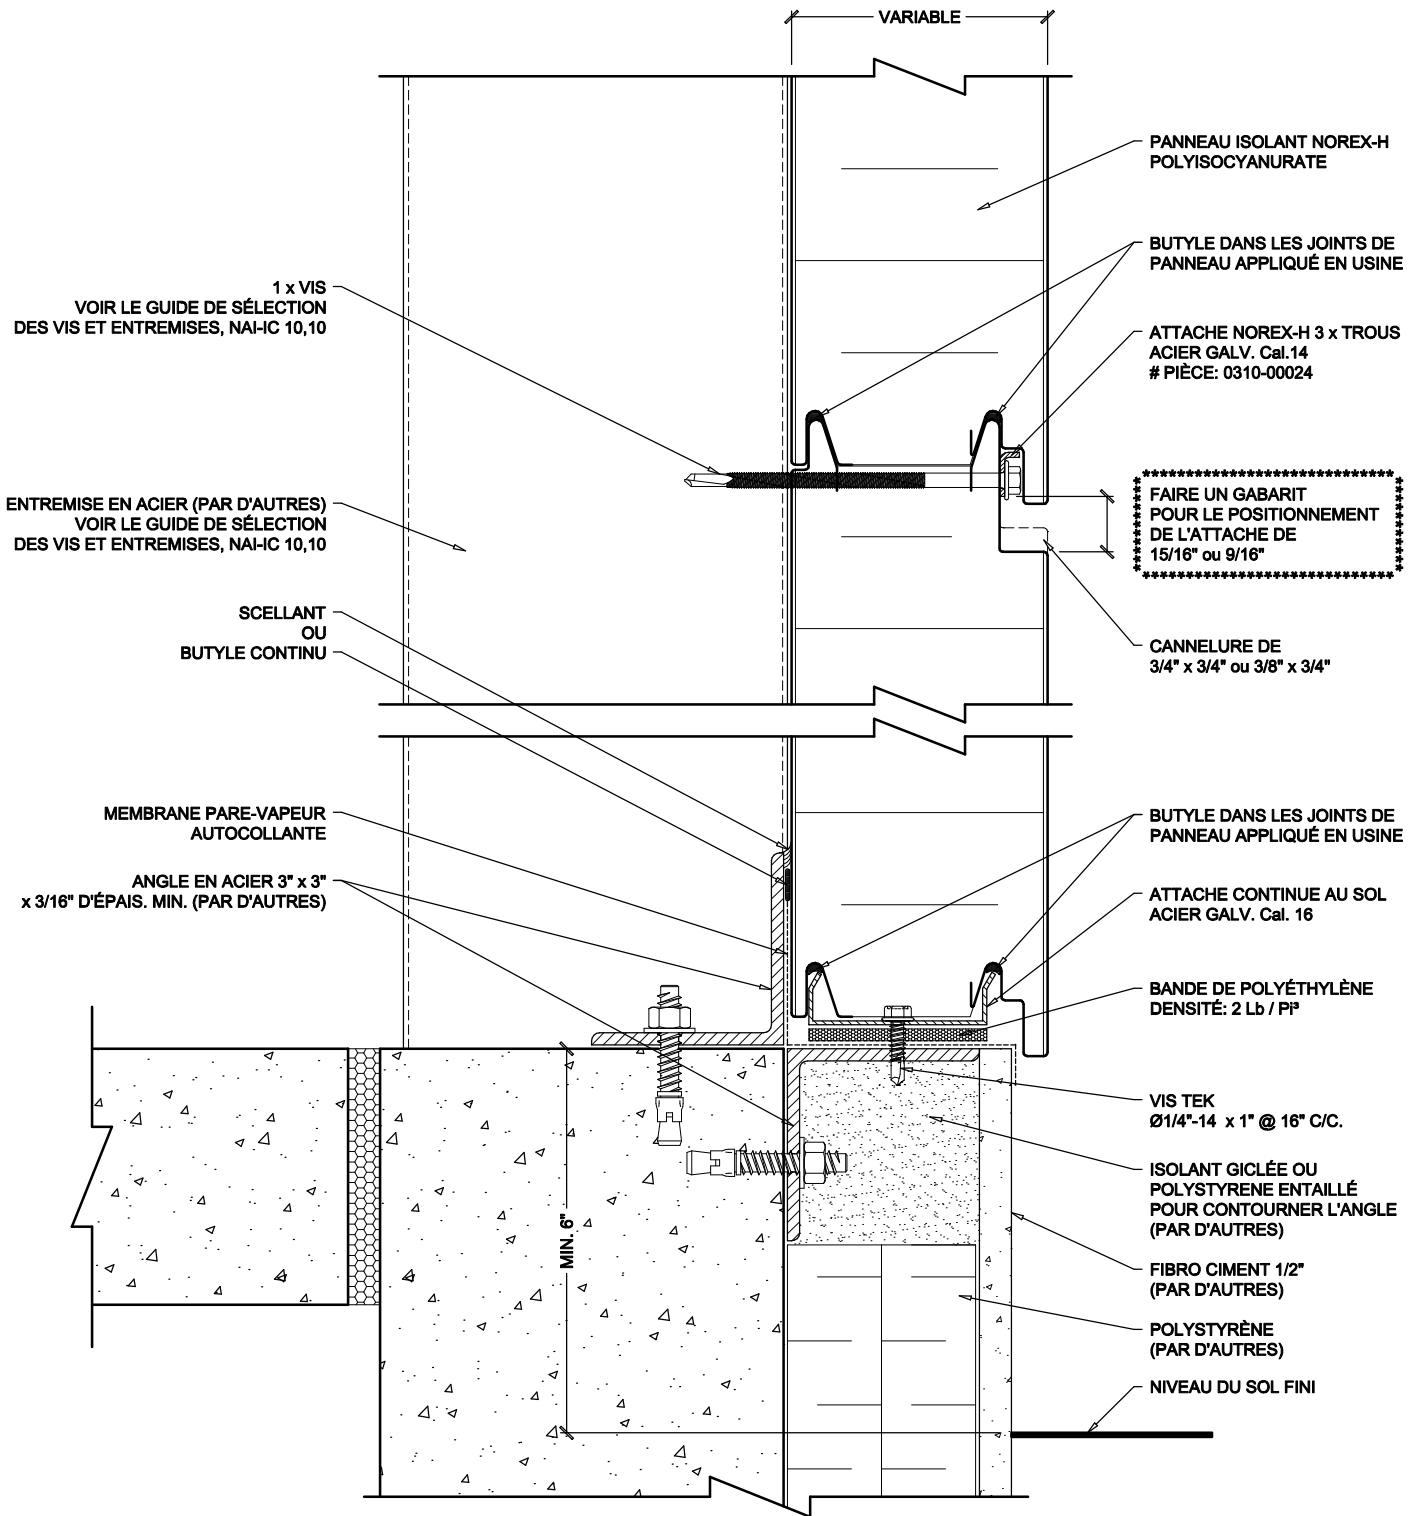 VARIABLE
PANNEAU ISOLANT NOREX-H
POLYISOCYANURATE
BUTYLE DANS LES JOINTS DE
PANNEAU APPLIQUÉ EN USINE
1 x VIS
VOIR LE GUIDE DE SÉLECTION
DES VIS ET ENTREMISES, NAI-IC 10,10
ATTACHE NOREX-H 3 x TROUS
ACIER GALV. Cal.14
# PIÈCE: 0310-00024
ENTREMISE EN ACIER (PAR D'AUTRES)
VOIR LE GUIDE DE SÉLECTION
DES VIS ET ENTREMISES, NAI-IC 10,10
FAIRE UN GABARIT
POUR LE POSITIONNEMENT
DE L'ATTACHE DE
15/16" ou 9/16"
SCELLANT
OU
BUTYLE CONTINU
CANNELURE DE
3/4" x 3/4" ou 3/8" x 3/4"
MEMBRANE PARE-VAPEUR
AUTOCOLLANTE
BUTYLE DANS LES JOINTS DE
PANNEAU APPLIQUÉ EN USINE
ANGLE EN ACIER 3" x 3"
x 3/16" D'ÉPAIS. MIN. (PAR D'AUTRES)
ATTACHE CONTINUE AU SOL
ACIER GALV. Cal. 16
BANDE DE POLYÉTHYLÈNE
DENSITÉ: 2 Lb / Pi³
VIS TEK
Ø1/4"-14 x 1" @ 16" C/C.
ISOLANT GICLÉE OU
POLYSTYRENE ENTAILLÉ
POUR CONTOURNER L'ANGLE
(PAR D'AUTRES)
MIN. 6"
FIBRO CIMENT 1/2"
(PAR D'AUTRES)
POLYSTYRÈNE
(PAR D'AUTRES)
NIVEAU DU SOL FINI